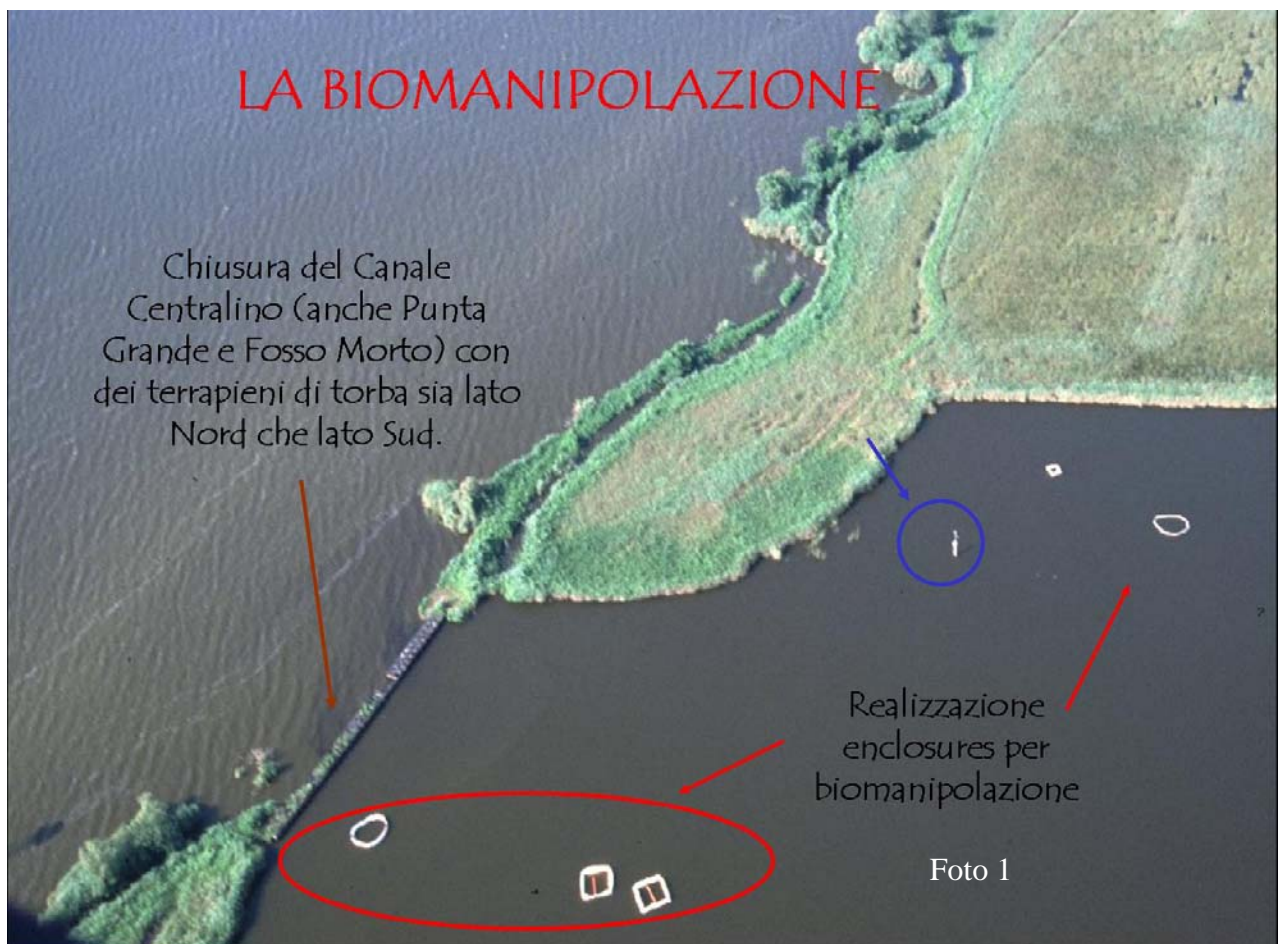 LA BIOMANIPOLAZIONE
Chiusura del Canale
Centralino (anche Punta
Grande e Fosso Morto) con
dei terrapieni di torba sia lato
Nord che lato Sud.
Realizzazione
enclosures per
biomanipolazione
Foto 1